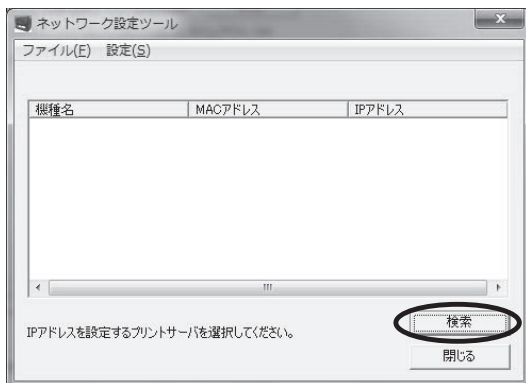 ネットワーク設定ツール
ファイル(F) 設定(S)
機種名 MACアドレス IPアドレス
IPアドレスを設定するプリントサーバを選択してください。
検索
閉じる